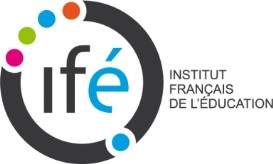 ifé
INSTITUT
FRANÇAIS
DE L'ÉDUCATION